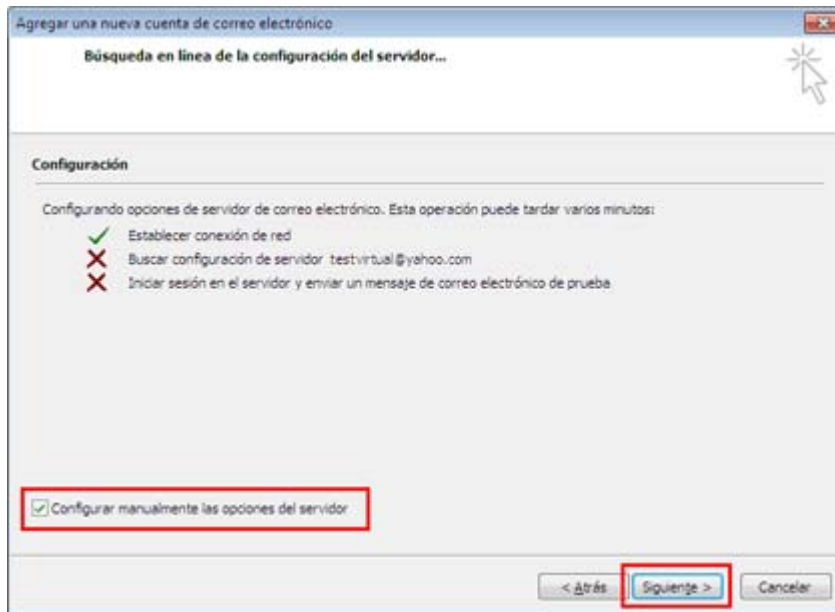 Agregar una nueva cuenta de correo electrónico
Búsqueda en línea de la configuración del servidor...
Configuración
Configurando opciones de servidor de correo electrónico. Esta operación puede tardar varios minutos:
Establecer conexión de red
Buscar configuración de servidor testvirtual@yahoo.com
Iniciar sesión en el servidor y enviar un mensaje de correo electrónico de prueba
Configurar manualmente las opciones del servidor
< Atrás
Siguiente >
Cancelar